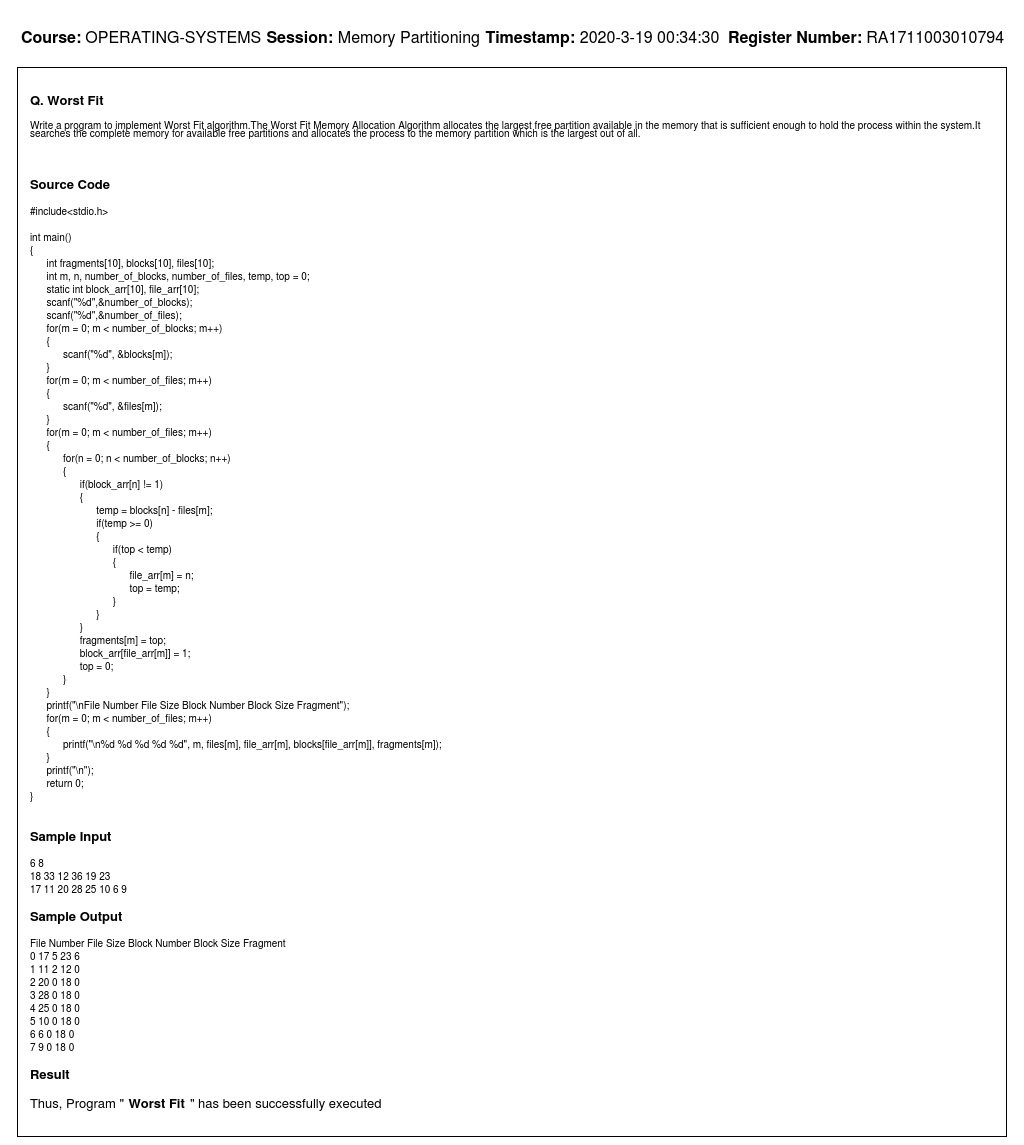 Course: OPERATING-SYSTEMS Session: Memory Partitioning Timestamp: 2020-3-19 00:34:30 Register Number: RA1711003010794
Q. Worst Fit
Write a program to implement Worst Fit algorithm.The Worst Fit Memory Allocation Algorithm allocates the largest free partition available in the memory that is sufficient enough to hold the process within the system.It
searches the complete memory for available free partitions and allocates the process to the memory partition which is the largest out of all.
Source Code
#include<stdio.h>
int main()
{
int fragments[10], blocks[10], files[10];
int m, n, number_of_blocks, number_of_files, temp, top = 0;
static int block_arr[10], file_arr[10];
scanf("%d",&number_of_blocks);
scanf("%d",&number_of_files);
for(m = 0; m < number_of_blocks; m++)
{
scanf("%d", &blocks[m]);
}
for(m = 0; m < number_of_files; m++)
{
scanf("%d", &files[m]);
}
for(m = 0; m < number_of_files; m++)
{
for(n = 0; n < number_of_blocks; n++)
{
if(block_arr[n] != 1)
{
temp = blocks[n] - files[m];
if(temp >= 0)
{
if(top < temp)
{
file_arr[m] = n;
top = temp;
}
}
}
fragments[m] = top;
block_arr[file_arr[m]] = 1;
top = 0;
}
}
printf("\nFile Number File Size Block Number Block Size Fragment");
for(m = 0; m < number_of_files; m++)
{
printf("\n%d %d %d %d %d", m, files[m], file_arr[m], blocks[file_arr[m]], fragments[m]);
}
printf("\n");
return 0;
}
Sample Input
6 8
18 33 12 36 19 23
17 11 20 28 25 10 6 9
Sample Output
File Number File Size Block Number Block Size Fragment
0 17 5 23 6
1 11 2 12 0
2 20 0 18 0
3 28 0 18 0
4 25 0 18 0
5 10 0 18 0
6 6 0 18 0
7 9 0 18 0
Result
Thus, Program " Worst Fit " has been successfully executed